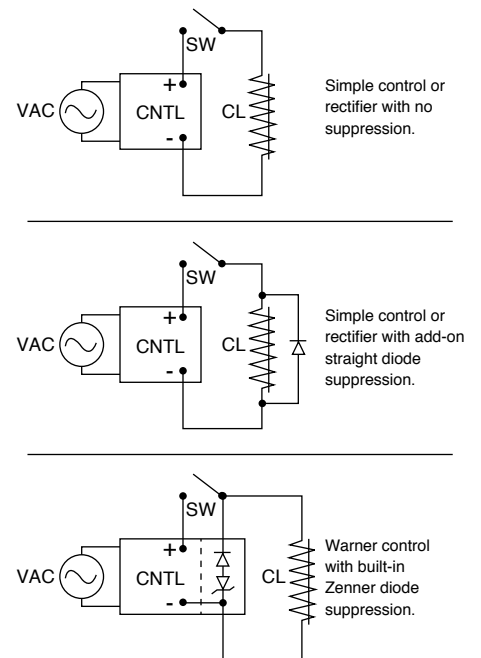 SW
+
VAC
CNTL
CL
-
Simple control or
rectifier with no
suppression.
SW
+
VAC
CNTL
CL
-
Simple control or
rectifier with add-on
straight diode
suppression.
SW
+
VAC
CNTL
CL
-
Warner control
with built-in
Zenner diode
suppression.